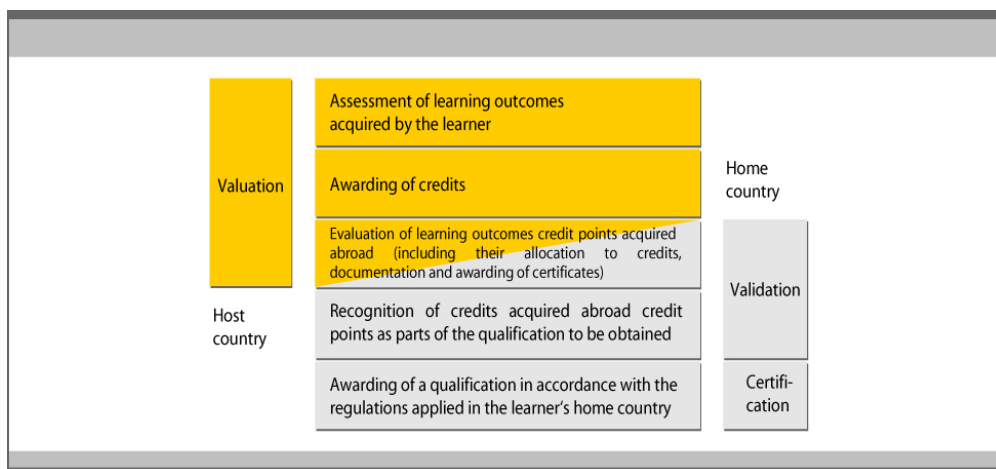 Valuation
Assessment of learning outcomes
acquired by the learner
Awarding of credits
Evaluation of learning outcomes credit points acquired
abroad (including their allocation to credits,
documentation and awarding of certificates)
Recognition of credits acquired abroad credit
points as parts of the qualification to be obtained
Awarding of a qualification in accordance with the
regulations applied in the learner's home country
Host
country
Home
country
Validation
Certifi-
cation